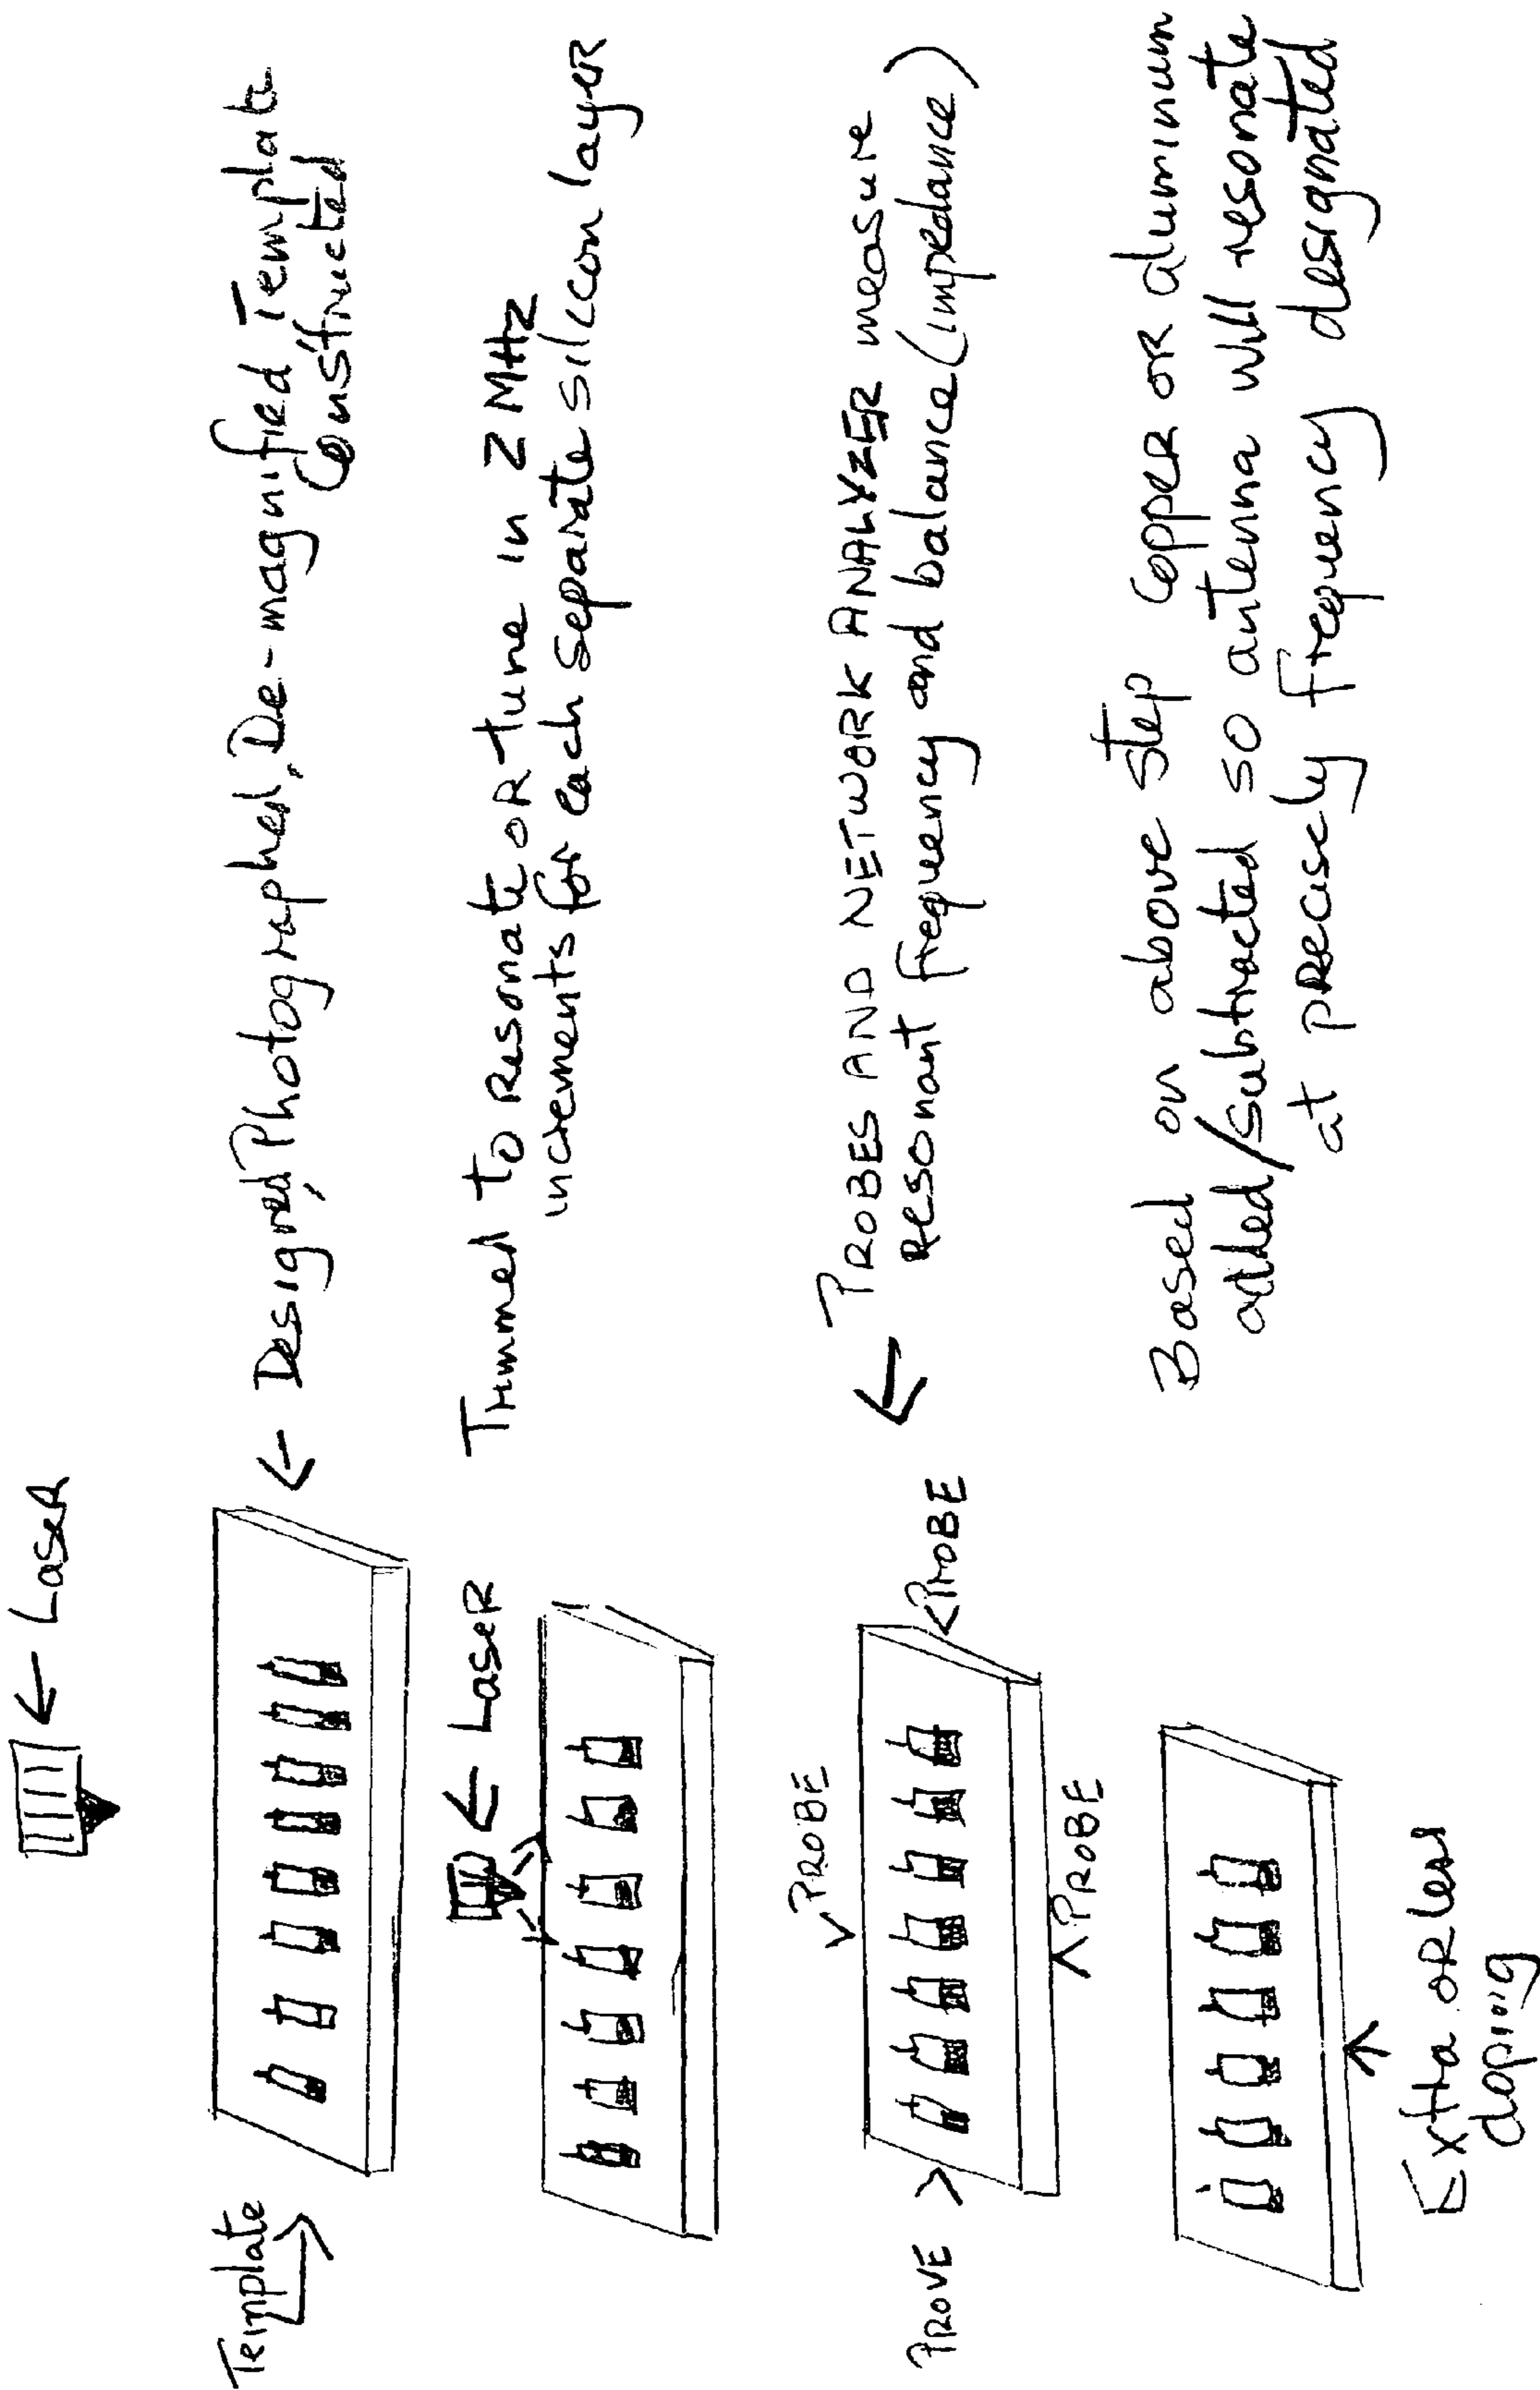 ← Laser
Template
← Designed, Photographed, De-magnified Template
Constructed
← Laser
Trimmed to Resonate or Tune in 2 MHz
increments for each separate silicon layer
PROBE
PROVE >
< PROBE
PROBE
← PROBES AND NETWORK ANALYZER measure
Resonant frequency and balance (impedance)
Based on above step copper or aluminum
added/subtracted so antenna will resonate
at precisely frequency designated
Extra or less
doping